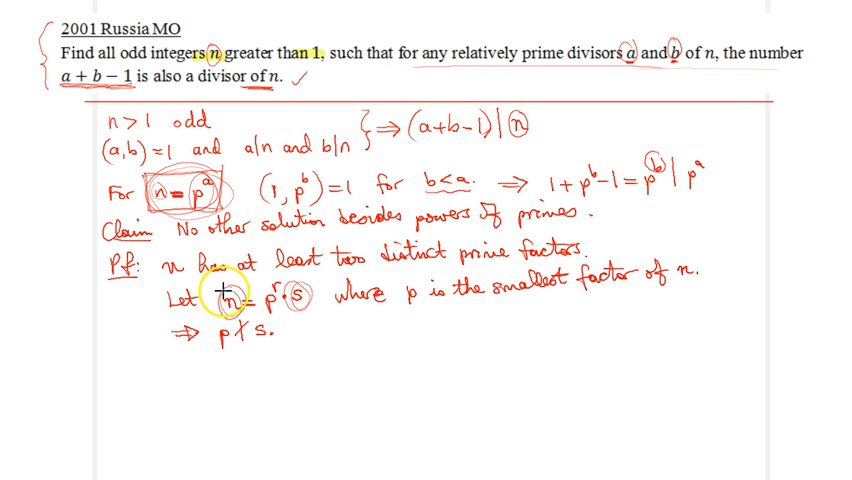 2001 Russia MO
Find all odd integers n greater than 1, such that for any relatively prime divisors a and b of n, the number
a + b − 1 is also a divisor of n. ✓
n > 1 odd
(a,b) = 1 and a|n and b|n } ⇒ (a+b−1) | n
For n = p^a (1, p^b) = 1 for b < a. ⇒ 1 + p^b − 1 = p^b | p^a
Claim No other solution besides powers of primes.
Pf: n has at least two distinct prime factors.
Let n = p^r · s where p is the smallest factor of n.
⇒ p ∤ s.